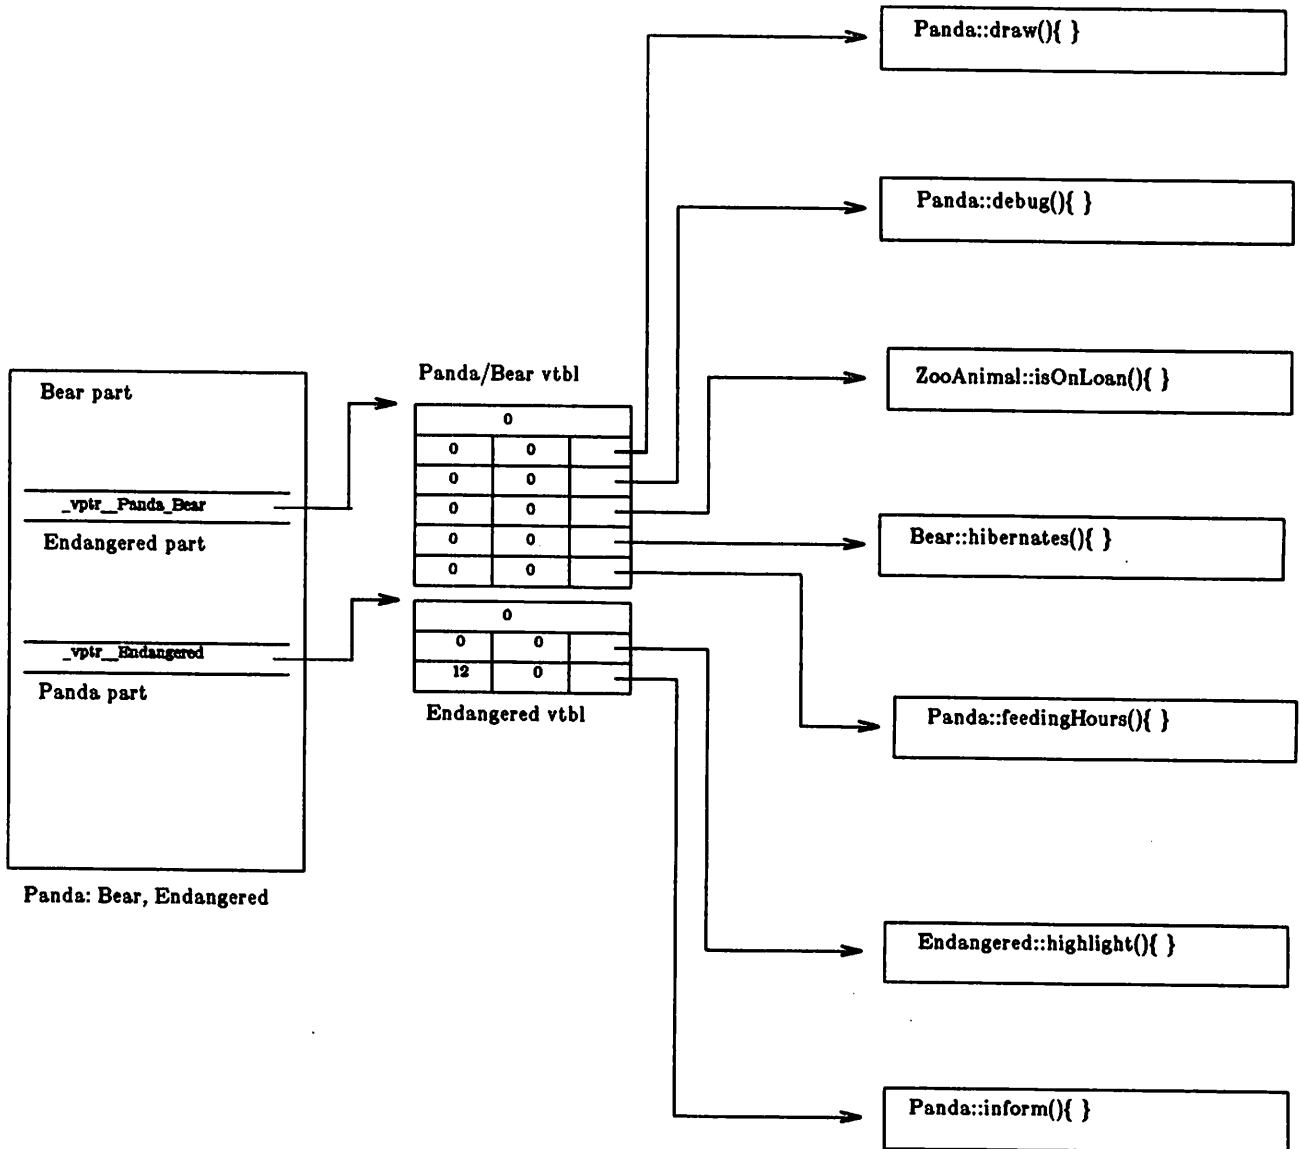 Panda::draw(){ }
Panda::debug(){ }
ZooAnimal::isOnLoan(){ }
Bear::hibernates(){ }
Panda::feedingHours(){ }
Endangered::highlight(){ }
Panda::inform(){ }
Bear part
_vptr__Panda_Bear
Endangered part
_vptr__Endangered
Panda part
Panda: Bear, Endangered
Panda/Bear vtbl
0
0 0
0 0
0 0
0 0
0 0
0
0 0
12 0
Endangered vtbl